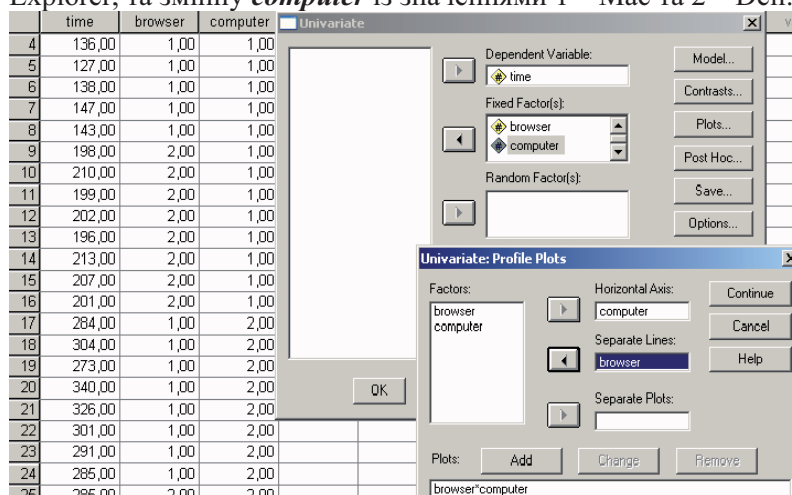 Explorer, та змінну computer із значеннями 1 – Mac та 2 – Dell.
time browser computer
4 136,00 1,00 1,00
5 127,00 1,00 1,00
6 138,00 1,00 1,00
7 147,00 1,00 1,00
8 143,00 1,00 1,00
9 198,00 2,00 1,00
10 210,00 2,00 1,00
11 199,00 2,00 1,00
12 202,00 2,00 1,00
13 196,00 2,00 1,00
14 213,00 2,00 1,00
15 207,00 2,00 1,00
16 201,00 2,00 1,00
17 284,00 1,00 2,00
18 304,00 1,00 2,00
19 273,00 1,00 2,00
20 340,00 1,00 2,00
21 326,00 1,00 2,00
22 301,00 1,00 2,00
23 291,00 1,00 2,00
24 285,00 1,00 2,00
Univariate
Dependent Variable:
time
Fixed Factor(s):
browser
computer
Random Factor(s):
Model...
Contrasts...
Plots...
Post Hoc...
Save...
Options...
OK
Univariate: Profile Plots
Factors:
browser
computer
Horizontal Axis:
computer
Separate Lines:
browser
Separate Plots:
Continue
Cancel
Help
Plots: Add Change Remove
browser*computer